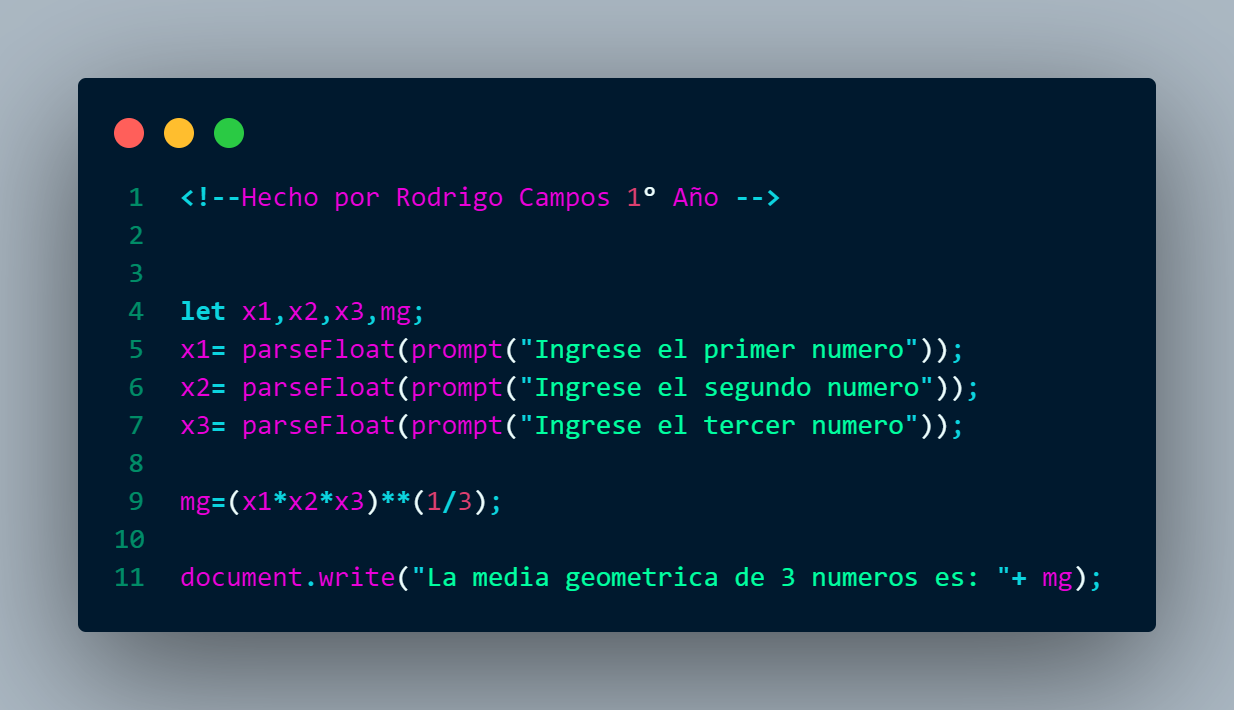 1 <!--Hecho por Rodrigo Campos 1º Año -->
2
3
4 let x1,x2,x3,mg;
5 x1= parseFloat(prompt("Ingrese el primer numero"));
6 x2= parseFloat(prompt("Ingrese el segundo numero"));
7 x3= parseFloat(prompt("Ingrese el tercer numero"));
8
9 mg=(x1*x2*x3)**(1/3);
10
11 document.write("La media geometrica de 3 numeros es: "+ mg);